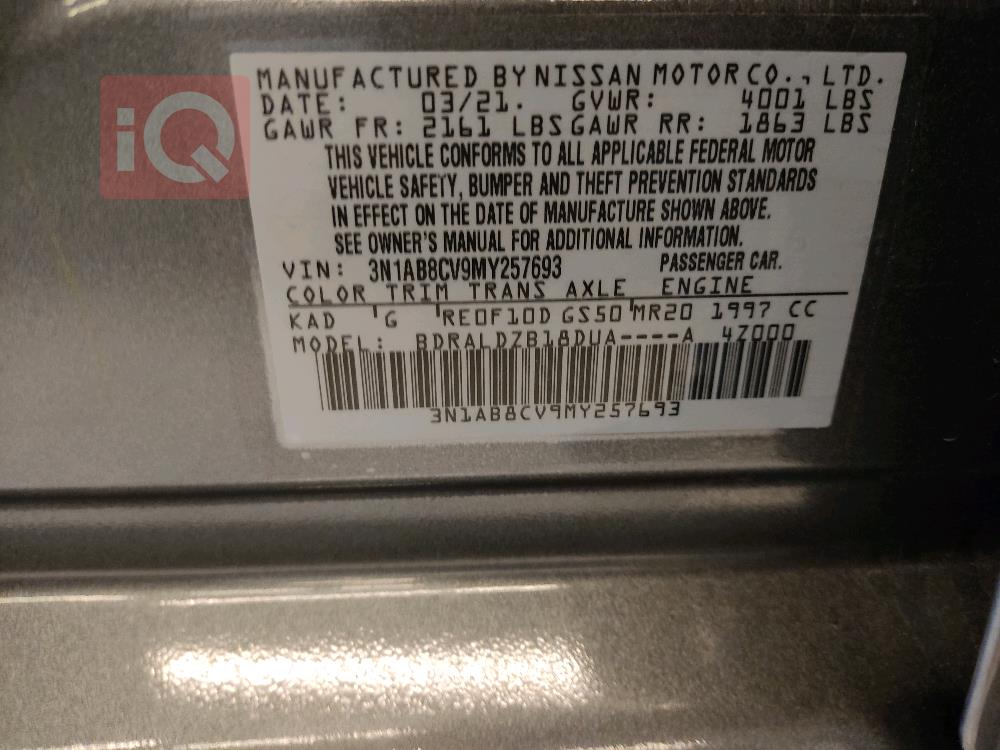 iQ
MANUFACTURED BY NISSAN MOTOR CO., LTD.
DATE: 03/21. GVWR: 4001 LBS
GAWR FR: 2161 LBS GAWR RR: 1863 LBS
THIS VEHICLE CONFORMS TO ALL APPLICABLE FEDERAL MOTOR
VEHICLE SAFETY, BUMPER AND THEFT PREVENTION STANDARDS
IN EFFECT ON THE DATE OF MANUFACTURE SHOWN ABOVE.
SEE OWNER'S MANUAL FOR ADDITIONAL INFORMATION.
VIN: 3N1AB8CV9MY257693 PASSENGER CAR.
COLOR TRIM TRANS AXLE ENGINE
KAD G RE0F10D GS50 MR20 1997 CC
MODEL: BDRALDZB18DUA----A 4Z000
3N1AB8CV9MY257693